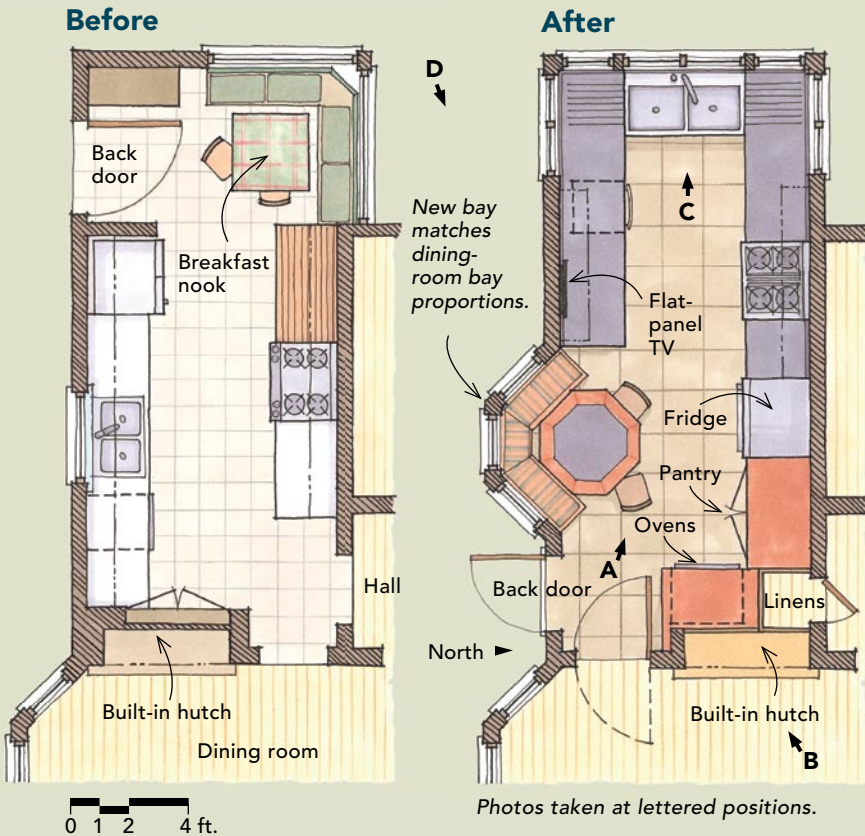 Before
After
Back
door
Breakfast
nook
Hall
Built-in hutch
Dining room
0 1 2 4 ft.
D
New bay
matches
dining-
room bay
proportions.
C
Flat-
panel
TV
Fridge
Pantry
Ovens
A
Back door
Linens
North
Built-in hutch
B
Photos taken at lettered positions.